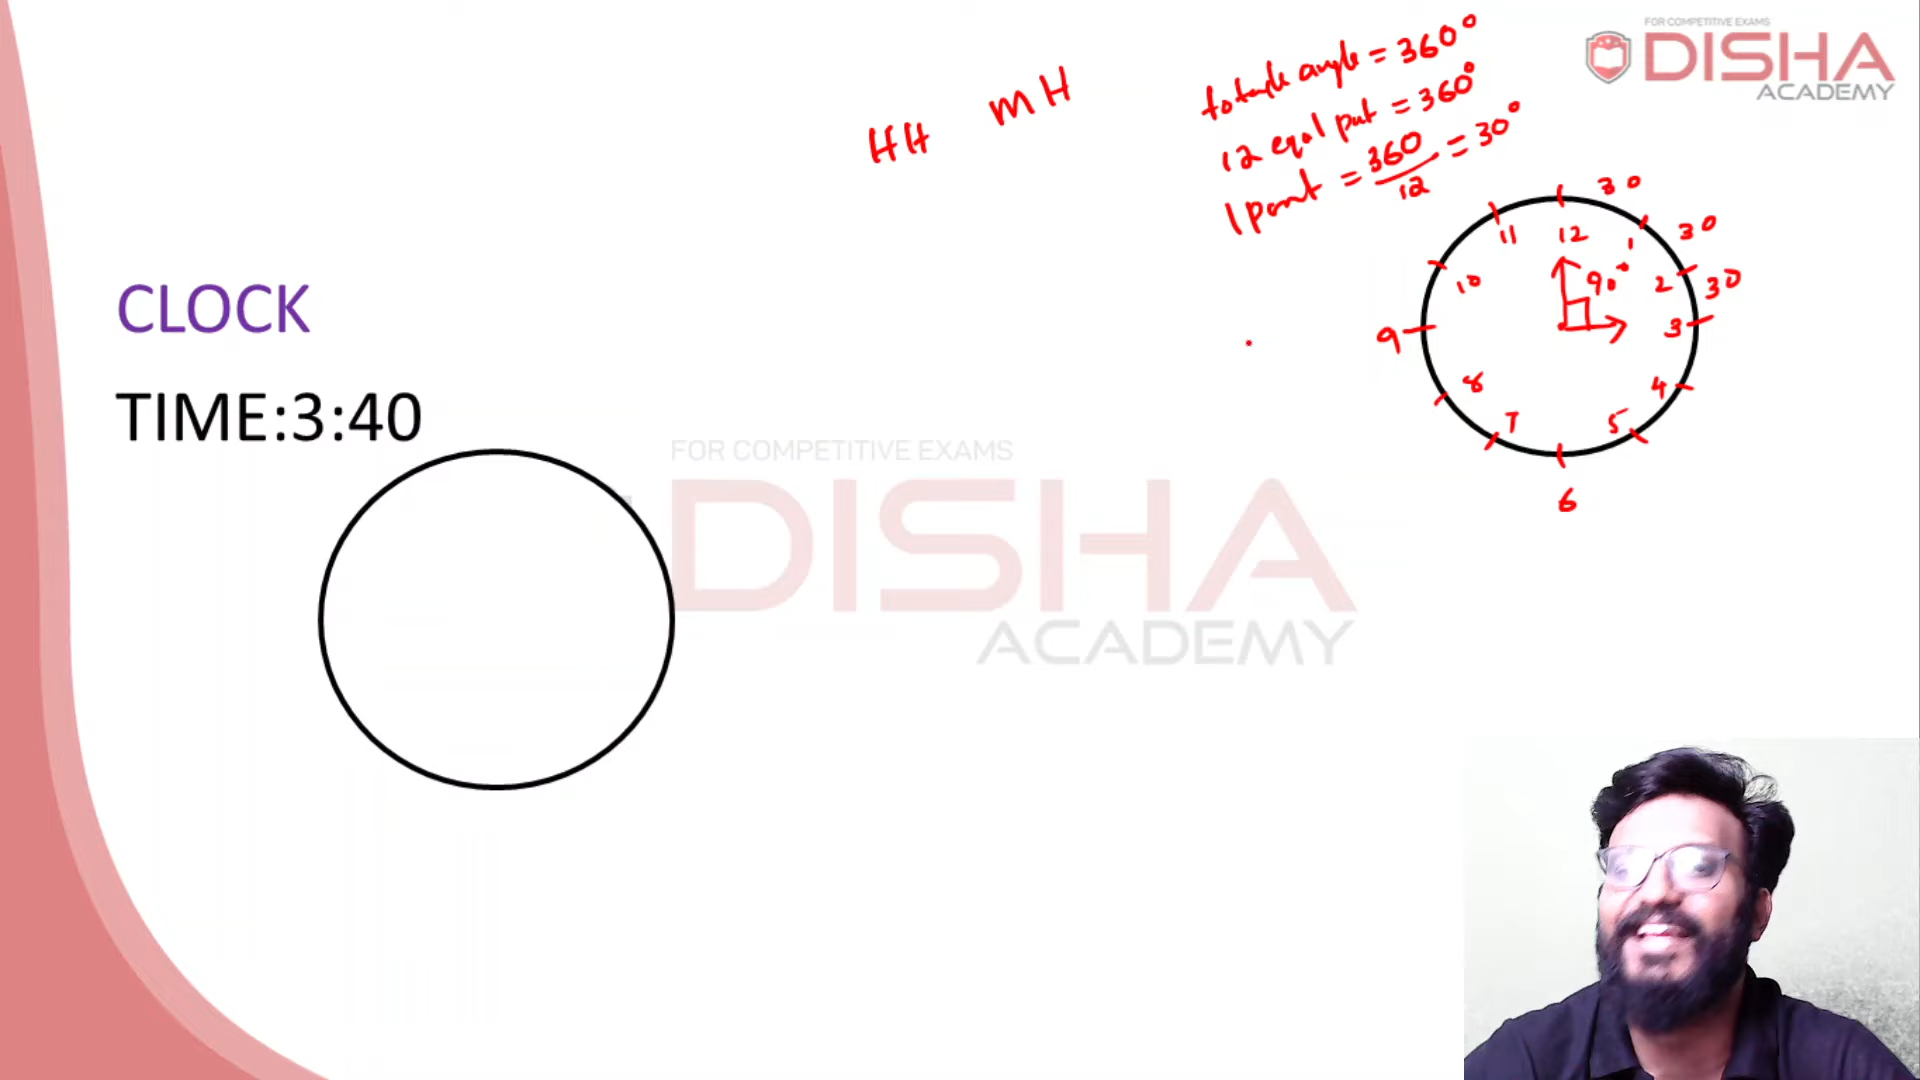 FOR COMPETITIVE EXAMS
DISHA
ACADEMY
HH MH
totale angle = 360°
12 eqal part = 360°
1 part = 360/12 = 30°
CLOCK
TIME:3:40
30
30
30
11 12 1
10 90° 2
9 3
8 4
7 5
6
FOR COMPETITIVE EXAMS
DISHA
ACADEMY